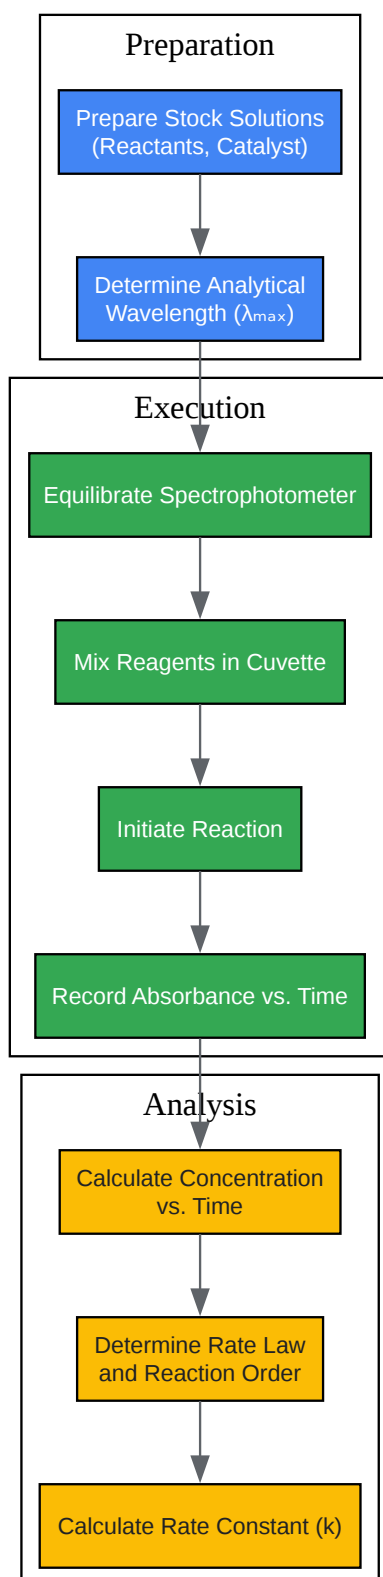 Preparation
Prepare Stock Solutions
(Reactants, Catalyst)
Determine Analytical
Wavelength (λₘₐₓ)
Execution
Equilibrate Spectrophotometer
Mix Reagents in Cuvette
Initiate Reaction
Record Absorbance vs. Time
Analysis
Calculate Concentration
vs. Time
Determine Rate Law
and Reaction Order
Calculate Rate Constant (k)